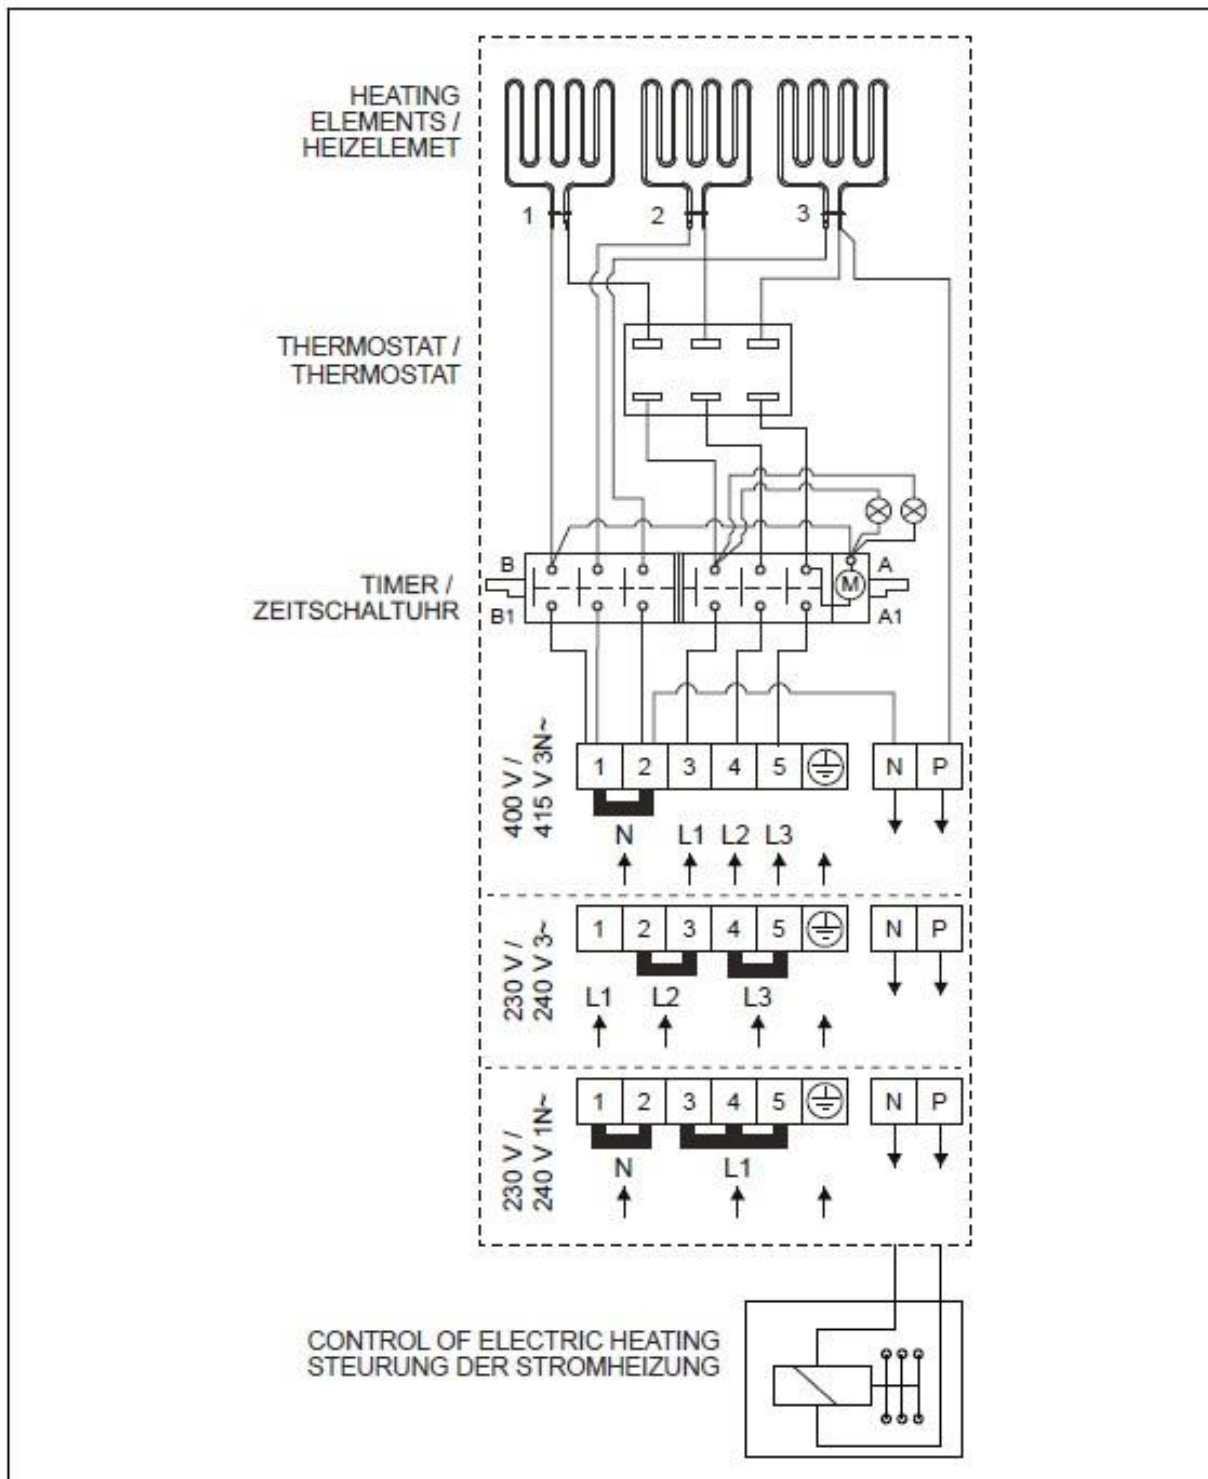 HEATING
ELEMENTS /
HEIZELEMET
1
2
3
THERMOSTAT /
THERMOSTAT
TIMER /
ZEITSCHALTUHR
B
B1
M
A
A1
400 V /
415 V 3N~
1 2 3 4 5 N P
N L1 L2 L3
230 V /
240 V 3~
1 2 3 4 5 N P
L1 L2 L3
230 V /
240 V 1N~
1 2 3 4 5 N P
N L1
CONTROL OF ELECTRIC HEATING
STEURUNG DER STROMHEIZUNG